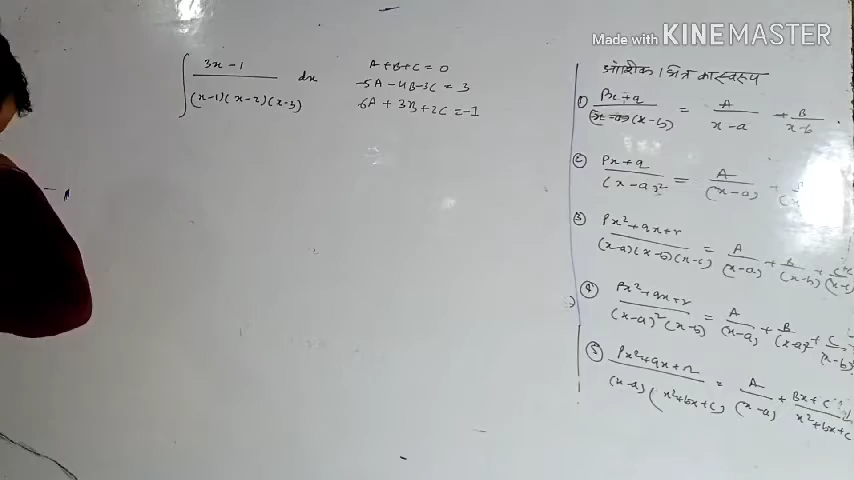 Made with KINEMASTER
∫ (3x-1) / ((x-1)(x-2)(x-3)) dx
A+B+C = 0
-5A-4B-3C = 3
6A+3B+2C = -1
आंशिक भिन्न का स्वरूप
① (Px+q) / ((x-a)(x-b)) = A/(x-a) + B/(x-b)
② (Px+q) / (x-a)² = A/(x-a) +
③ (Px²+qx+r) / ((x-a)(x-b)(x-c)) = A/(x-a) + B/(x-b) +
④ (Px²+qx+r) / ((x-a)²(x-b)) = A/(x-a) + B/(x-a)² + C/(x-b)
⑤ (Px²+qx+r) / ((x-a)(x²+bx+c)) = A/(x-a) + (Bx+C)/(x²+bx+c